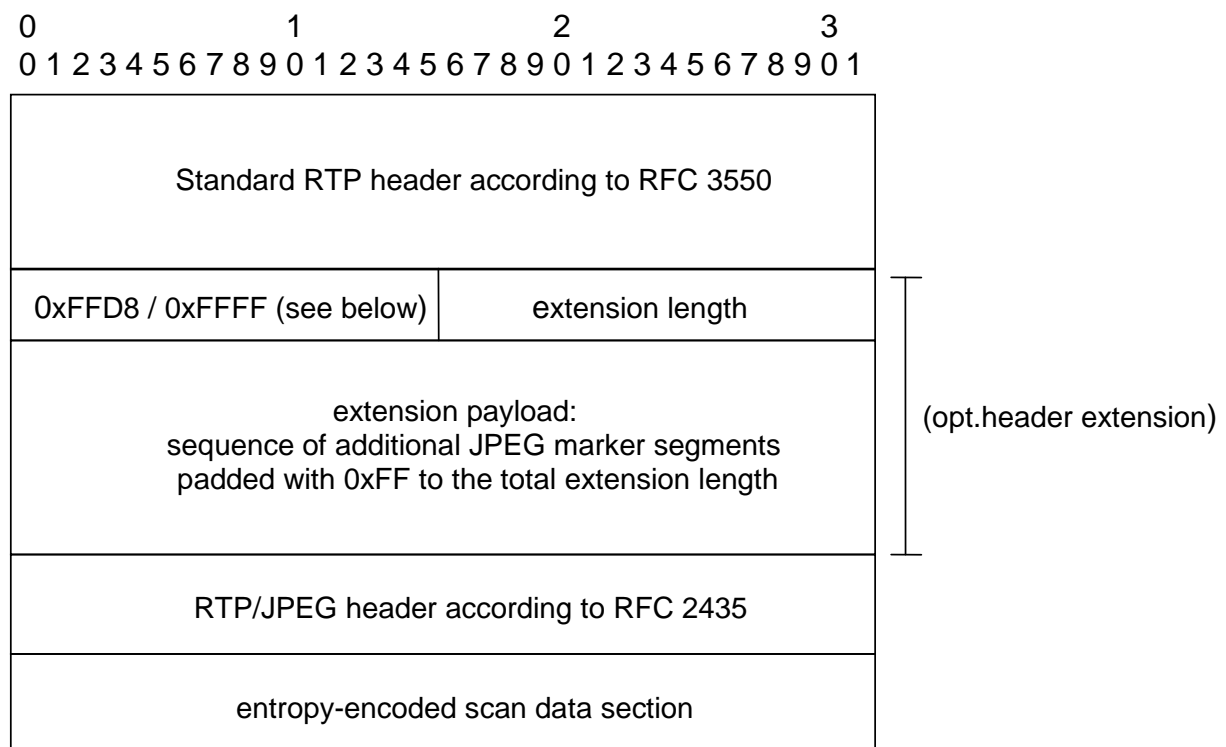 0 1 2 3
0 1 2 3 4 5 6 7 8 9 0 1 2 3 4 5 6 7 8 9 0 1 2 3 4 5 6 7 8 9 0 1
Standard RTP header according to RFC 3550
0xFFD8 / 0xFFFF (see below) extension length
extension payload:
sequence of additional JPEG marker segments
padded with 0xFF to the total extension length
(opt.header extension)
RTP/JPEG header according to RFC 2435
entropy-encoded scan data section